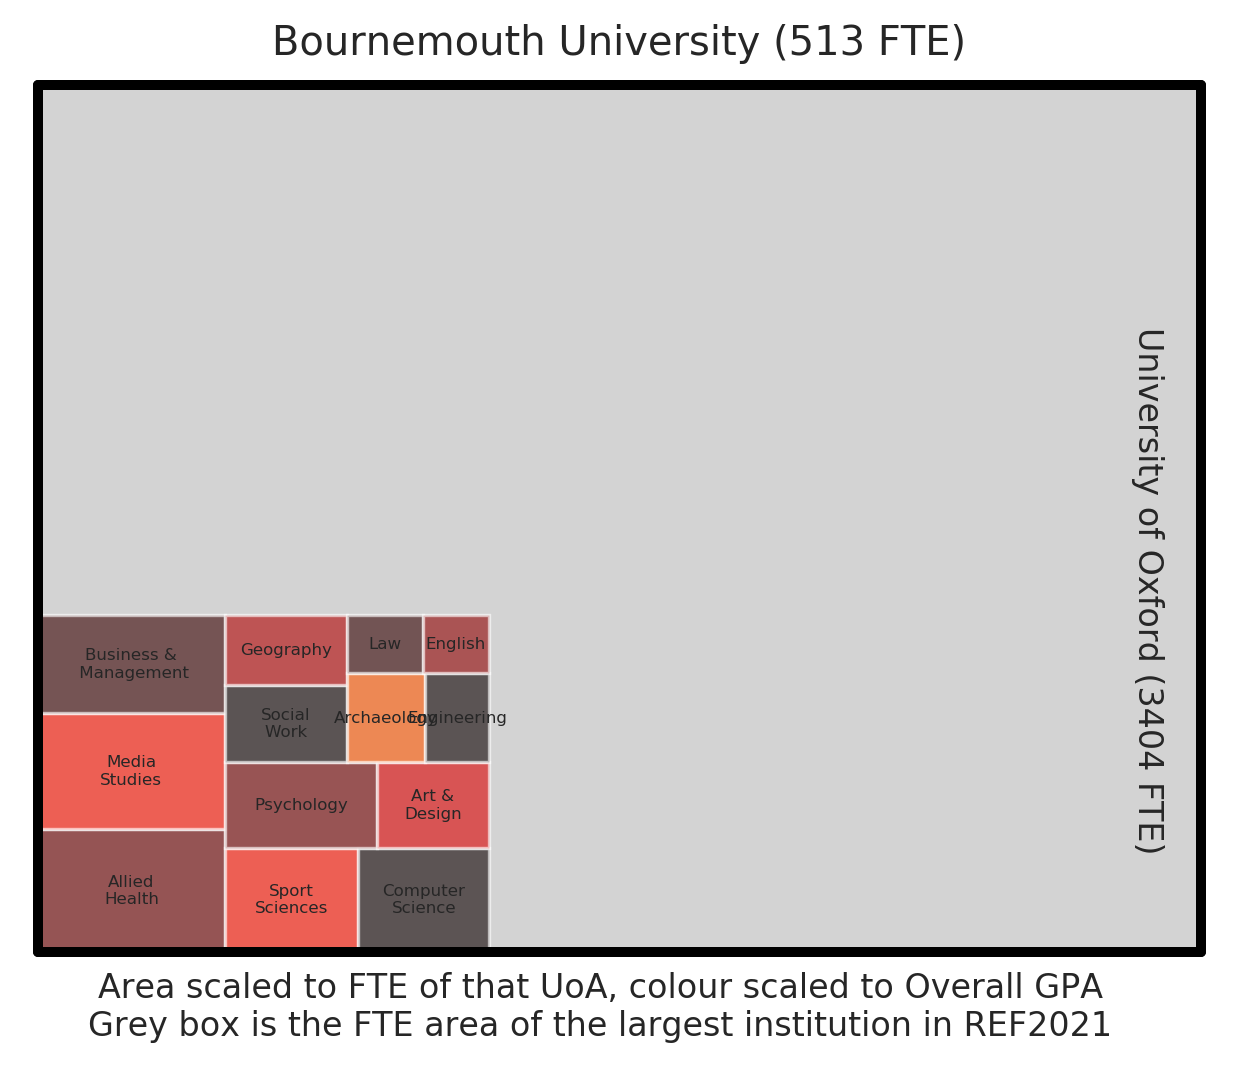 Bournemouth University (513 FTE)
Business &
Management
Geography
Law
English
Social
Work
Archaeology
Engineering
Media
Studies
Psychology
Art &
Design
Allied
Health
Sport
Sciences
Computer
Science
University of Oxford (3404 FTE)
Area scaled to FTE of that UoA, colour scaled to Overall GPA
Grey box is the FTE area of the largest institution in REF2021